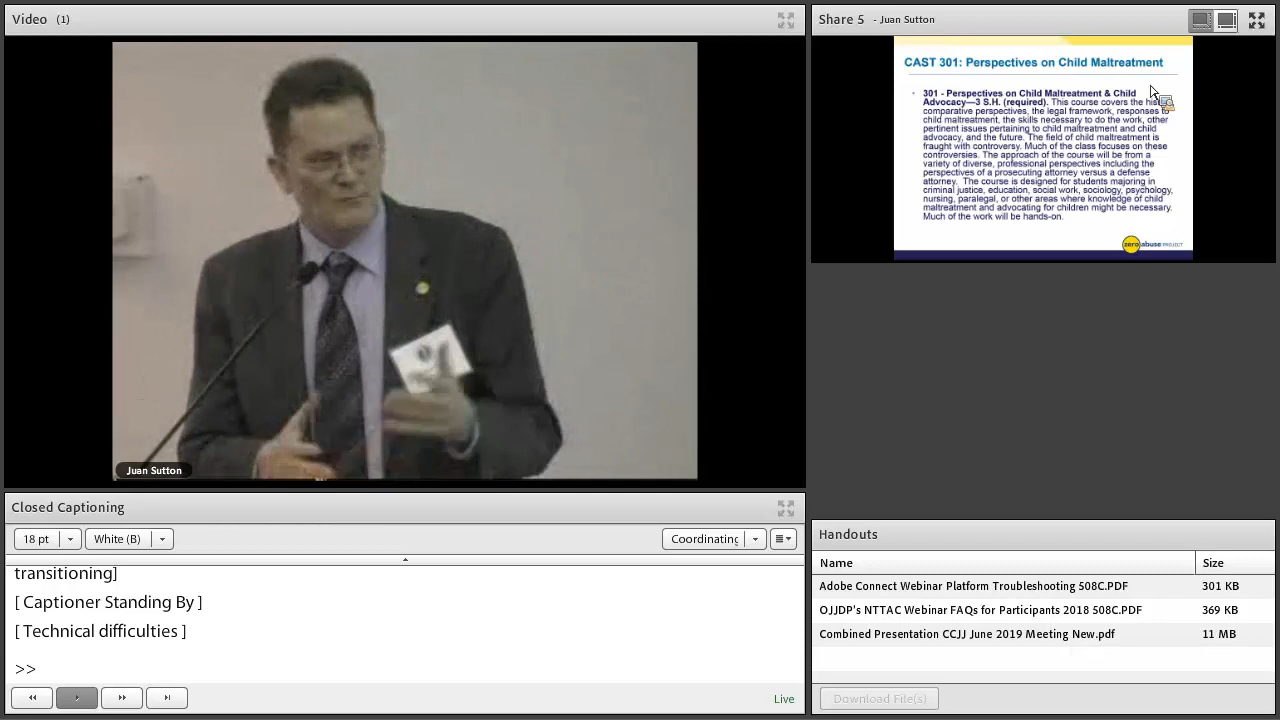 Video (1)
Juan Sutton
Share 5 - Juan Sutton
CAST 301: Perspectives on Child Maltreatment
• 301 - Perspectives on Child Maltreatment & Child
Advocacy—3 S.H. (required). This course covers the
comparative perspectives, the legal framework, responses to
child maltreatment, the skills necessary to do the work, other
pertinent issues pertaining to child maltreatment and child
advocacy, and the future. The field of child maltreatment is
fraught with controversy. Much of the class focuses on these
controversies. The approach of the course will be from a
variety of diverse, professional perspectives including the
perspectives of a prosecuting attorney versus a defense
attorney. The course is designed for students majoring in
criminal justice, education, social work, sociology, psychology,
nursing, paralegal, or other areas where knowledge of child
maltreatment and advocating for children might be necessary.
Much of the work will be hands-on.
zero abuse PROJECT
Closed Captioning
18 pt White (B) Coordinating
transitioning]
[ Captioner Standing By ]
[ Technical difficulties ]
>>
Live
Handouts
Name Size
Adobe Connect Webinar Platform Troubleshooting 508C.PDF 301 KB
OJJDP's NTTAC Webinar FAQs for Participants 2018 508C.PDF 369 KB
Combined Presentation CCJJ June 2019 Meeting New.pdf 11 MB
Download File(s)